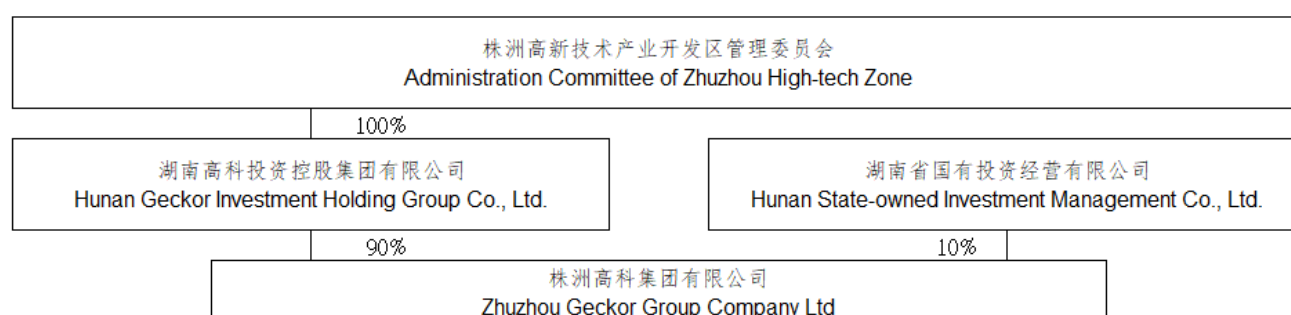 株洲高新技术产业开发区管理委员会
Administration Committee of Zhuzhou High-tech Zone
100%
湖南高科投资控股集团有限公司
Hunan Geckor Investment Holding Group Co., Ltd.
湖南省国有投资经营有限公司
Hunan State-owned Investment Management Co., Ltd.
90%
10%
株洲高科集团有限公司
Zhuzhou Geckor Group Company Ltd